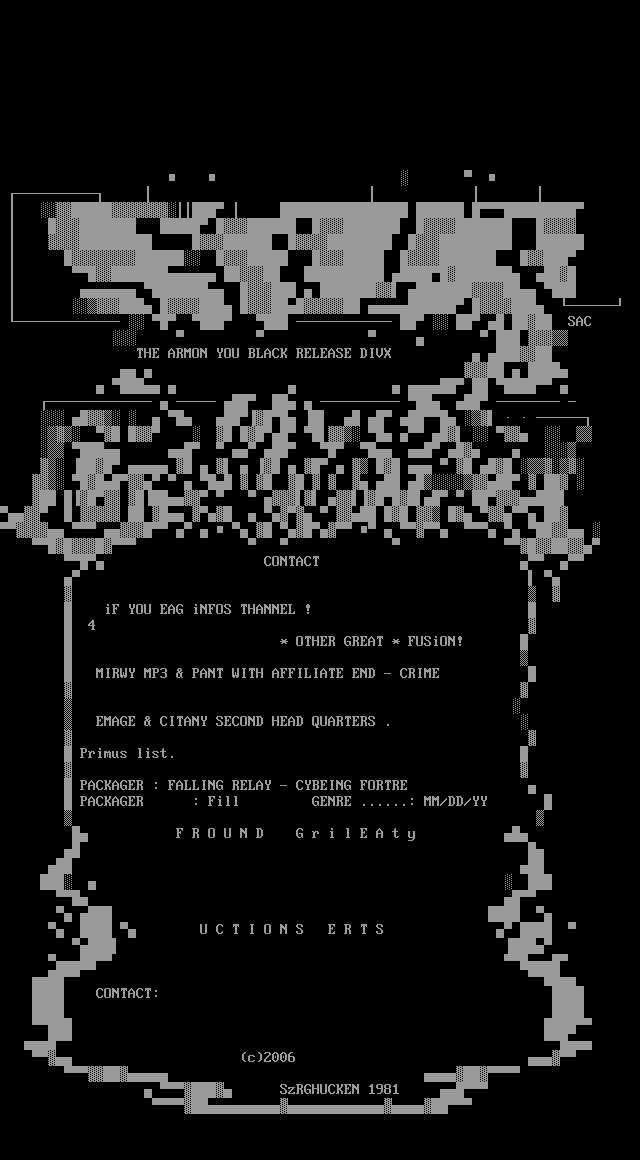 SAC
THE ARMON YOU BLACK RELEASE DIVX
CONTACT
iF YOU EAG iNFOS THANNEL !
4
* OTHER GREAT * FUSiON!
MIRWY MP3 & PANT WITH AFFILIATE END - CRIME
EMAGE & CITANY SECOND HEAD QUARTERS .
Primus list.
PACKAGER : FALLING RELAY - CYBEING FORTRE
PACKAGER : Fill GENRE ......: MM/DD/YY
F R O U N D G r i l E A t y
U C T I O N S E R T S
CONTACT:
(c)2006
SzRGHUCKEN 1981